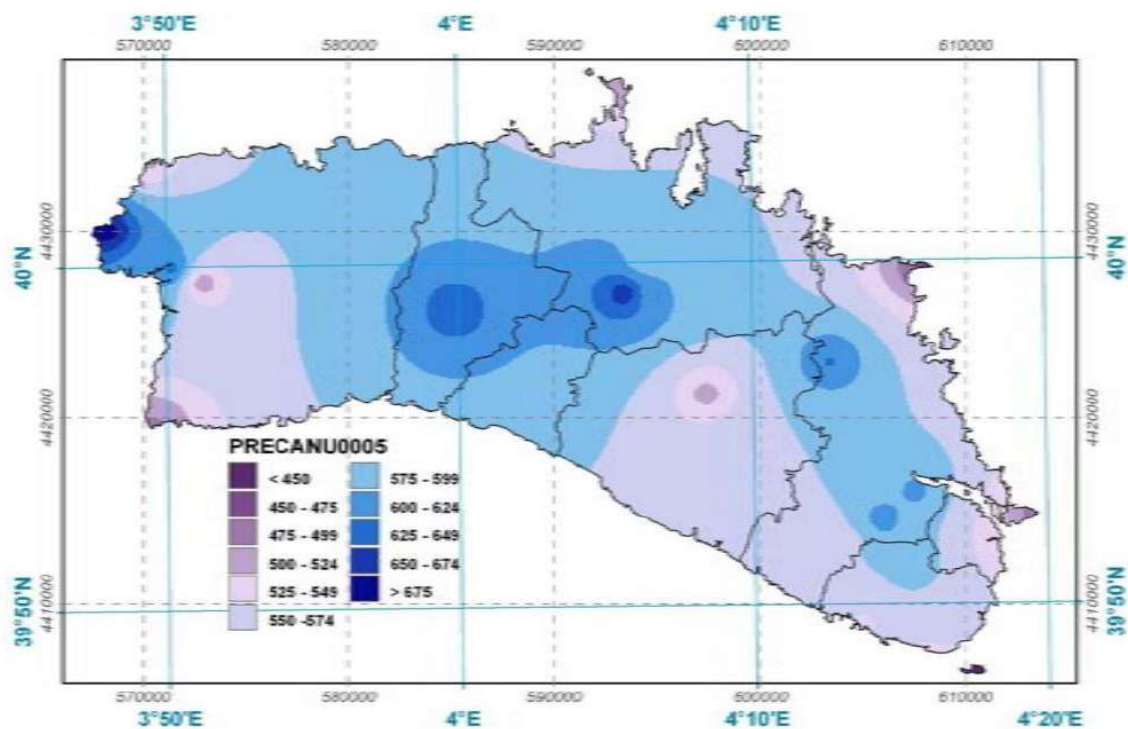 3°50'E 4°E 4°10'E
570000 580000 590000 600000 610000
4430000 4430000
40°N 40°N
4420000 4420000
PRECANU0005
< 450 575 - 599
450 - 475 600 - 624
475 - 499 625 - 649
500 - 524 650 - 674
525 - 549 > 675
550 -574
4410000 4410000
39°50'N 39°50'N
570000 580000 590000 600000 610000
3°50'E 4°E 4°10'E 4°20'E